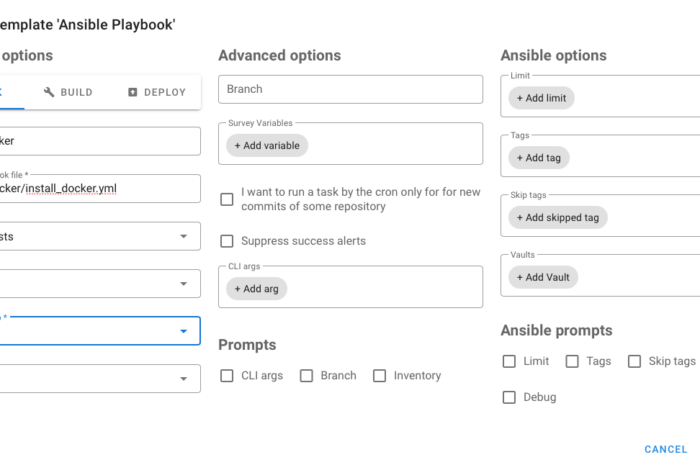 emplate 'Ansible Playbook'
options
BUILD
DEPLOY
ker
ok file *
cker/install_docker.yml
sts
*
Advanced options
Branch
Survey Variables
+ Add variable
I want to run a task by the cron only for for new
commits of some repository
Suppress success alerts
CLI args
+ Add arg
Prompts
CLI args
Branch
Inventory
Ansible options
Limit
+ Add limit
Tags
+ Add tag
Skip tags
+ Add skipped tag
Vaults
+ Add Vault
Ansible prompts
Limit
Tags
Skip tags
Debug
CANCEL